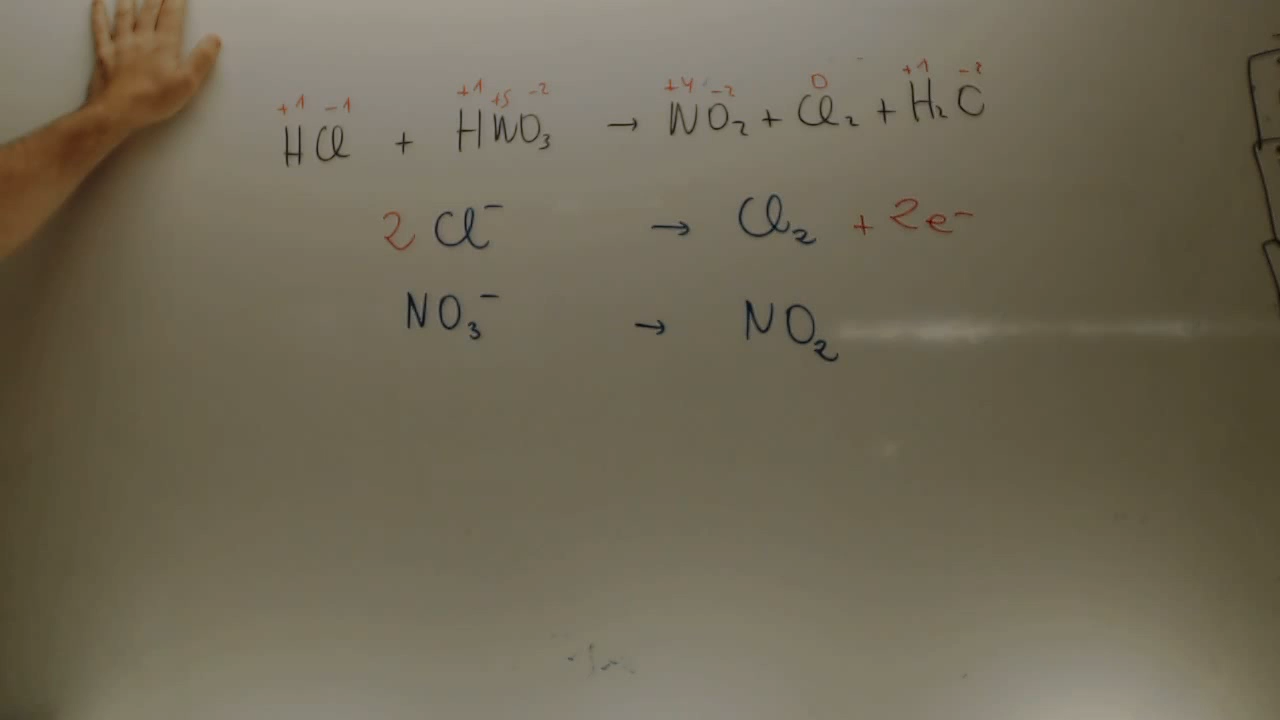 +1 -1 +1 +5 -2 +4 -2 0 +1 -2
HCl + HNO₃ → NO₂ + Cl₂ + H₂O
2 Cl⁻ → Cl₂ + 2e⁻
NO₃⁻ → NO₂